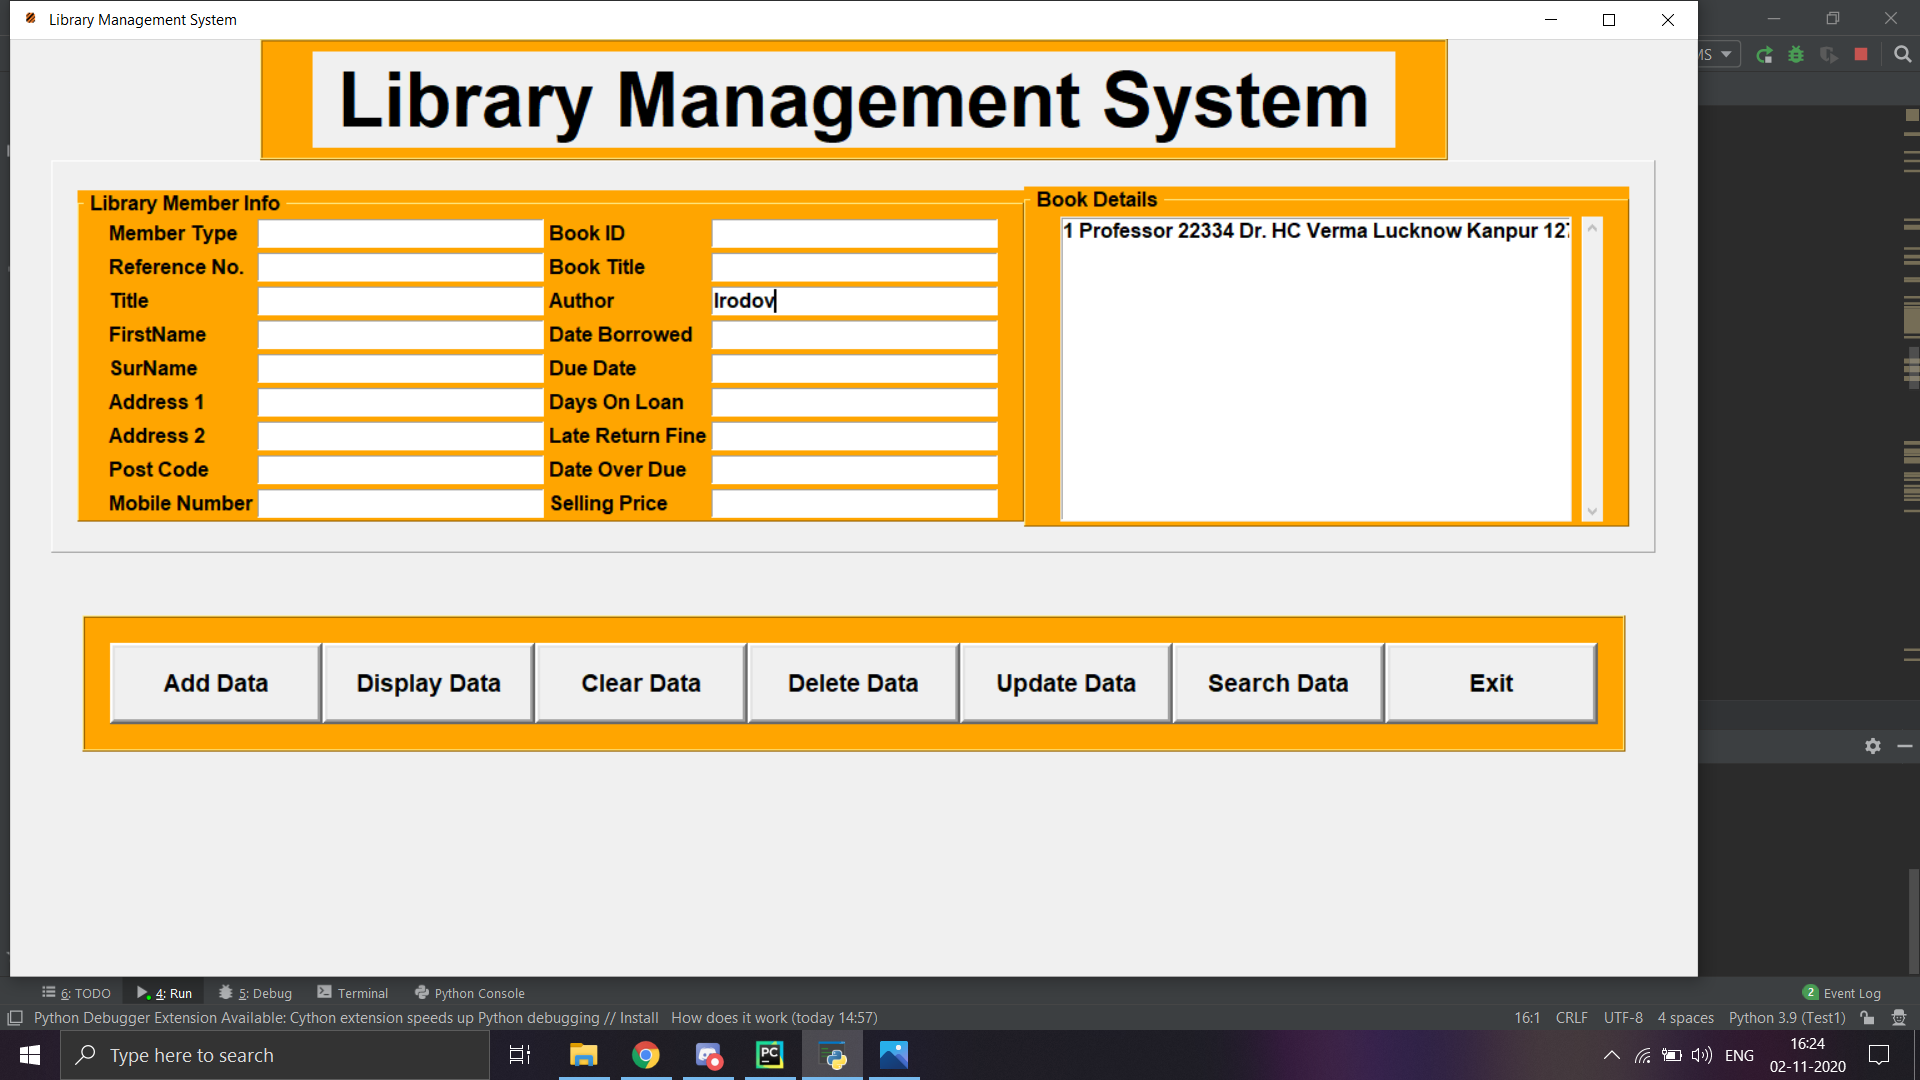 Library Management System
MS
Library Management System
Library Member Info
Member Type
Reference No.
Title
FirstName
SurName
Address 1
Address 2
Post Code
Mobile Number
Book ID
Book Title
Author Irodov
Date Borrowed
Due Date
Days On Loan
Late Return Fine
Date Over Due
Selling Price
Book Details
1 Professor 22334 Dr. HC Verma Lucknow Kanpur 127
Add Data Display Data Clear Data Delete Data Update Data Search Data Exit
6: TODO 4: Run 5: Debug Terminal Python Console 2 Event Log
Python Debugger Extension Available: Cython extension speeds up Python debugging // Install How does it work (today 14:57) 16:1 CRLF UTF-8 4 spaces Python 3.9 (Test1)
Type here to search PC ENG 16:24
02-11-2020